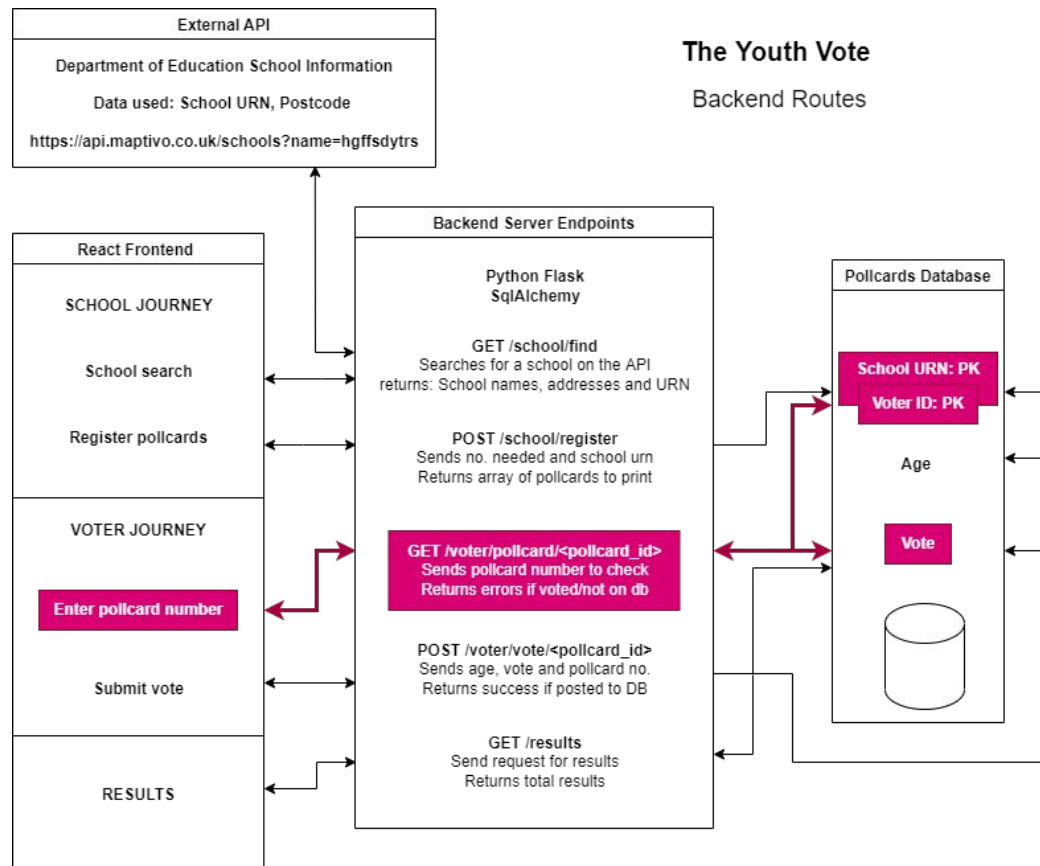 External API
Department of Education School Information
Data used: School URN, Postcode
https://api.maptivo.co.uk/schools?name=hgffsdytrs
The Youth Vote
Backend Routes
React Frontend
SCHOOL JOURNEY
School search
Register pollcards
VOTER JOURNEY
Enter pollcard number
Submit vote
RESULTS
Backend Server Endpoints
Python Flask
SqlAlchemy
GET /school/find
Searches for a school on the API
returns: School names, addresses and URN
POST /school/register
Sends no. needed and school urn
Returns array of pollcards to print
GET /voter/pollcard/<pollcard_id>
Sends pollcard number to check
Returns errors if voted/not on db
POST /voter/vote/<pollcard_id>
Sends age, vote and pollcard no.
Returns success if posted to DB
GET /results
Send request for results
Returns total results
Pollcards Database
School URN: PK
Voter ID: PK
Age
Vote